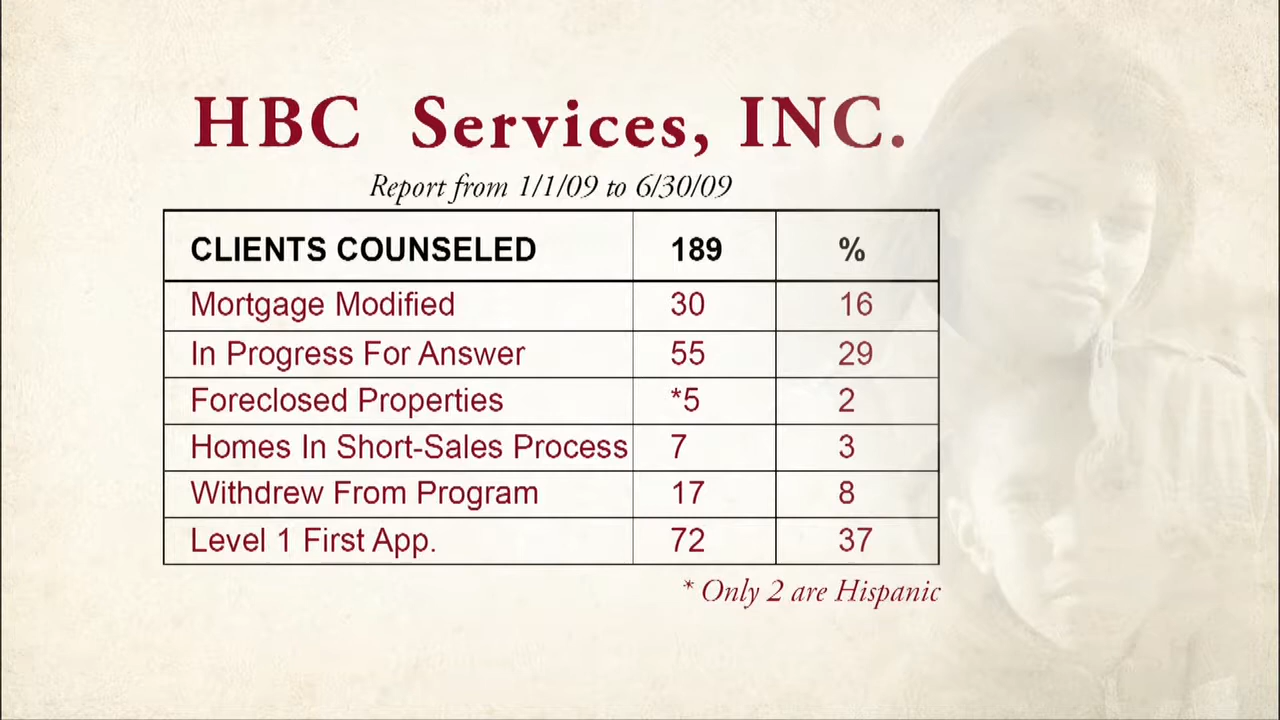 HBC Services, INC.
Report from 1/1/09 to 6/30/09
CLIENTS COUNSELED 189 %
Mortgage Modified 30 16
In Progress For Answer 55 29
Foreclosed Properties *5 2
Homes In Short-Sales Process 7 3
Withdrew From Program 17 8
Level 1 First App. 72 37
* Only 2 are Hispanic